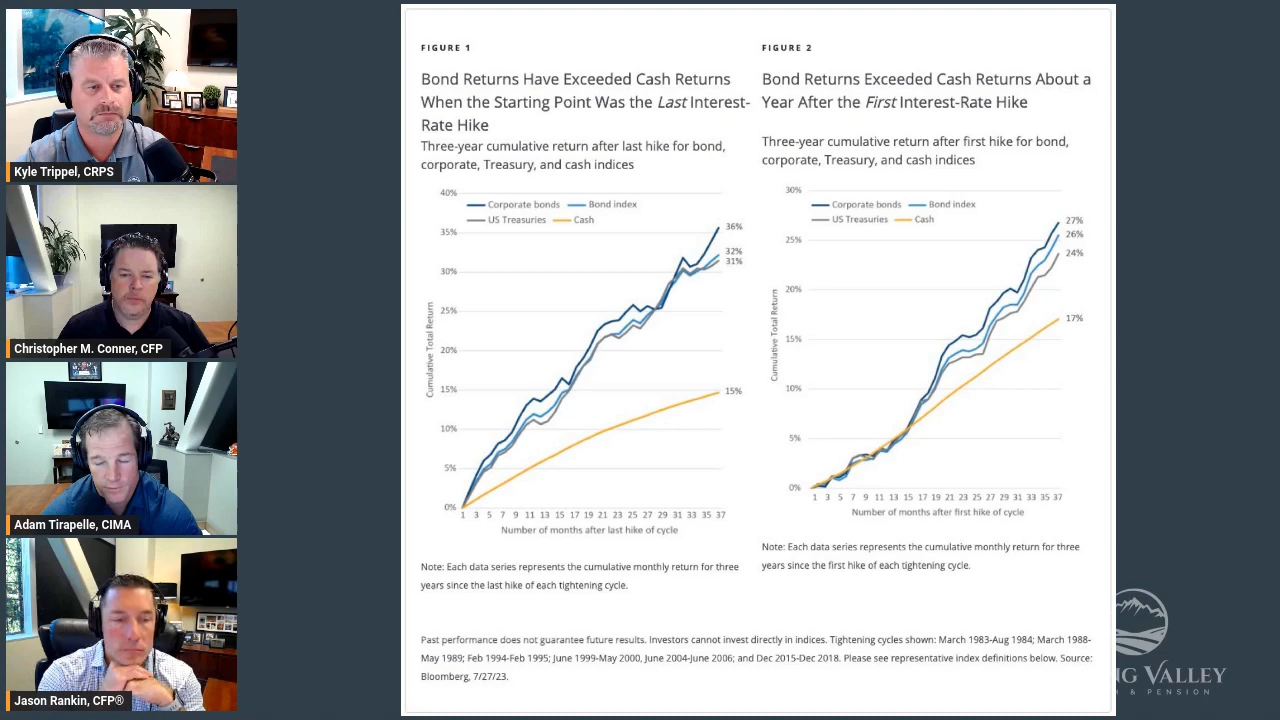 Kyle Trippel, CRPS
Christopher M. Conner, CFP
Adam Tirapelle, CIMA
Jason Rankin, CFP®
FIGURE 1
Bond Returns Have Exceeded Cash Returns
When the Starting Point Was the Last Interest-
Rate Hike
Three-year cumulative return after last hike for bond,
corporate, Treasury, and cash indices
40%
35%
30%
25%
20%
15%
10%
5%
0%
Cumulative Total Return
Corporate bonds
Bond index
US Treasuries
Cash
36%
32%
31%
15%
1 3 5 7 9 11 13 15 17 19 21 23 25 27 29 31 33 35 37
Number of months after last hike of cycle
Note: Each data series represents the cumulative monthly return for three
years since the last hike of each tightening cycle.
FIGURE 2
Bond Returns Exceeded Cash Returns About a
Year After the First Interest-Rate Hike
Three-year cumulative return after first hike for bond,
corporate, Treasury, and cash indices
30%
25%
20%
15%
10%
5%
0%
Cumulative Total Return
Corporate bonds
Bond index
US Treasuries
Cash
27%
26%
24%
17%
1 3 5 7 9 11 13 15 17 19 21 23 25 27 29 31 33 35 37
Number of months after first hike of cycle
Note: Each data series represents the cumulative monthly return for three
years since the first hike of each tightening cycle.
Past performance does not guarantee future results. Investors cannot invest directly in indices. Tightening cycles shown: March 1983-Aug 1984; March 1988-
May 1989; Feb 1994-Feb 1995; June 1999-May 2000, June 2004-June 2006; and Dec 2015-Dec 2018. Please see representative index definitions below. Source:
Bloomberg, 7/27/23.
NG VALLEY
& PENSION